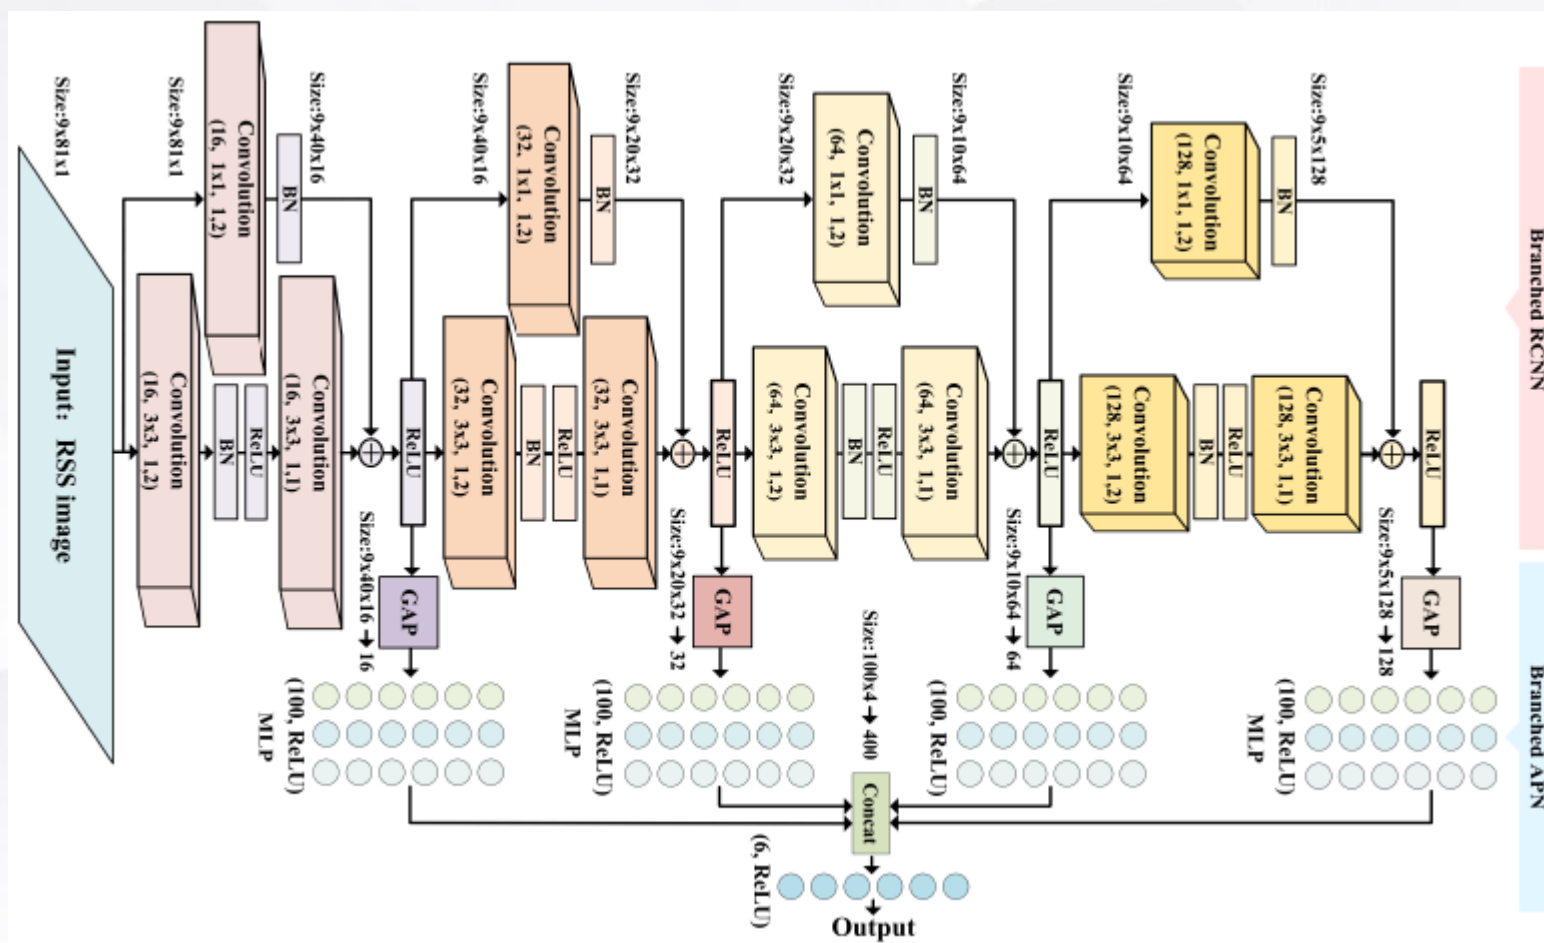 Input: RSS image
Size:9x81x1
Size:9x81x1
Convolution
(16, 1x1, 1,2)
BN
Size:9x40x16
Convolution
(16, 3x3, 1,2)
BN
ReLU
Convolution
(16, 3x3, 1,1)
ReLU
Size:9x40x16
16
GAP
(100, ReLU)
MLP
Size:9x40x16
Convolution
(32, 1x1, 1,2)
BN
Size:9x20x32
Convolution
(32, 3x3, 1,2)
BN
ReLU
Convolution
(32, 3x3, 1,1)
ReLU
Size:9x20x32
32
GAP
(100, ReLU)
MLP
Size:9x20x32
Convolution
(64, 1x1, 1,2)
BN
Size:9x10x64
Convolution
(64, 3x3, 1,2)
BN
ReLU
Convolution
(64, 3x3, 1,1)
ReLU
Size:9x10x64
64
GAP
(100, ReLU)
Size:9x10x64
Convolution
(128, 1x1, 1,2)
BN
Size:9x5x128
Convolution
(128, 3x3, 1,2)
BN
ReLU
Convolution
(128, 3x3, 1,1)
ReLU
Size:9x5x128
128
GAP
(100, ReLU)
MLP
Size:100x4
400
Concat
(6, ReLU)
Output
Branched RCNN
Branched APN